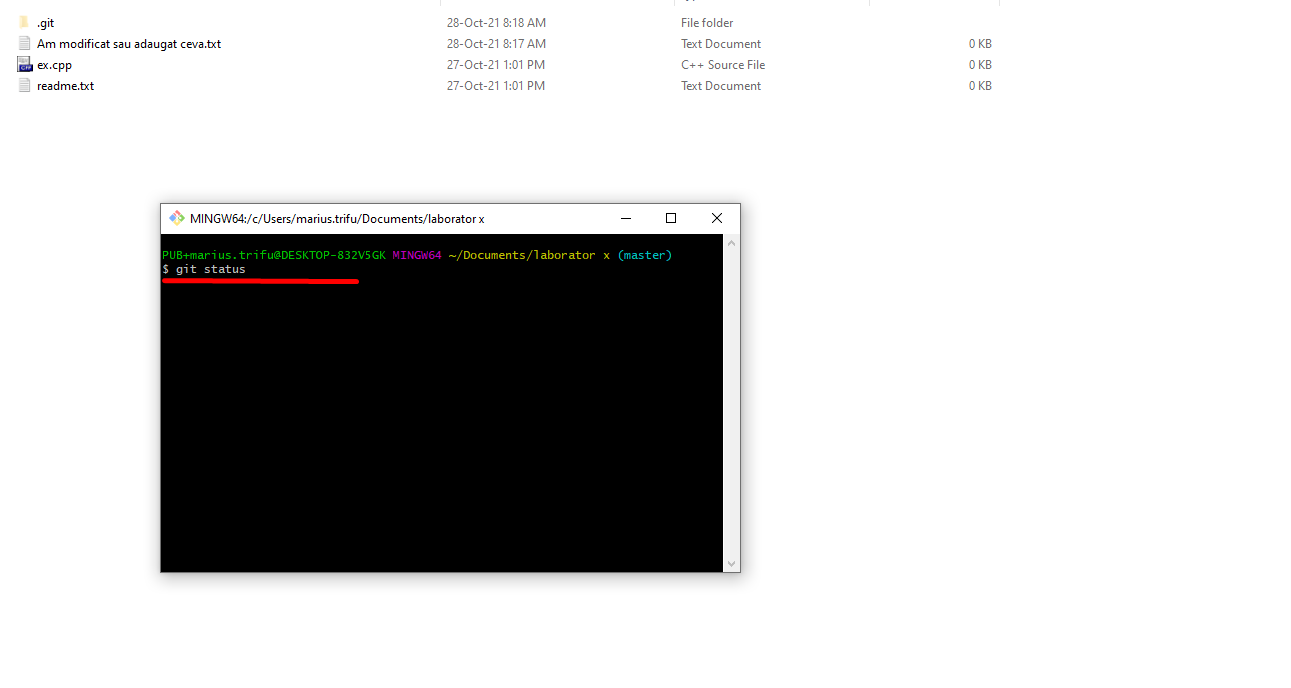 .git 28-Oct-21 8:18 AM File folder
Am modificat sau adaugat ceva.txt 28-Oct-21 8:17 AM Text Document 0 KB
ex.cpp 27-Oct-21 1:01 PM C++ Source File 0 KB
readme.txt 27-Oct-21 1:01 PM Text Document 0 KB
MINGW64:/c/Users/marius.trifu/Documents/laborator x
PUB+marius.trifu@DESKTOP-832V5GK MINGW64 ~/Documents/laborator x (master)
$ git status